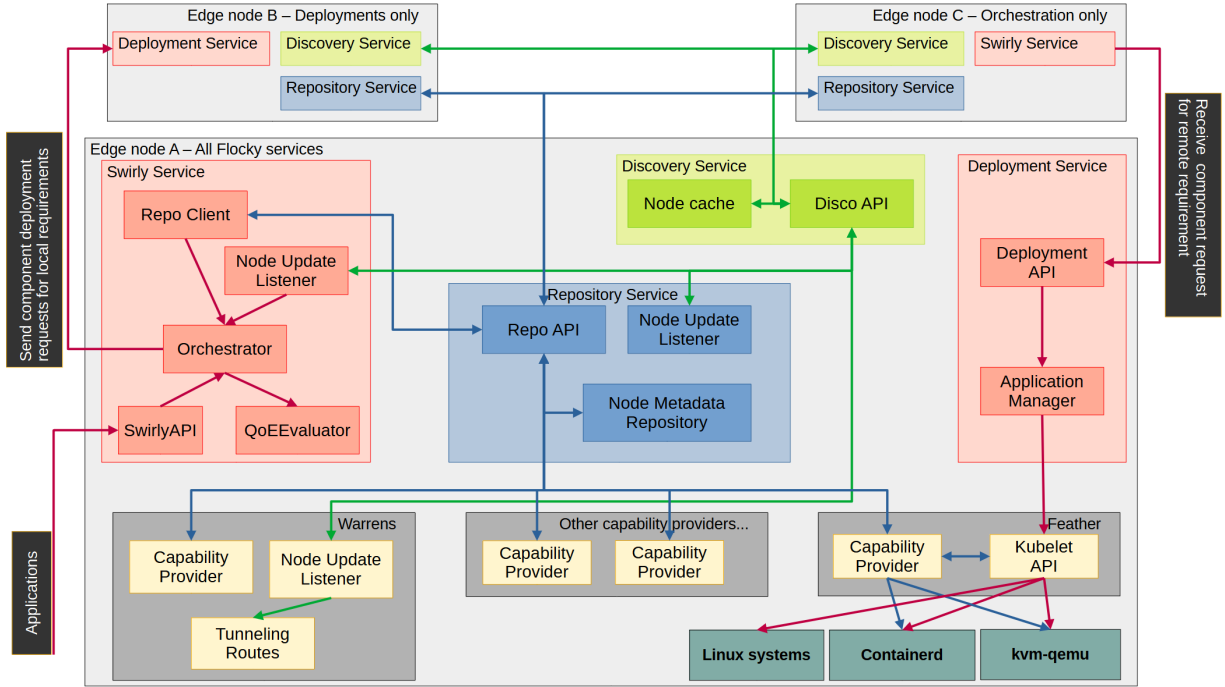 Edge node B – Deployments only
Deployment Service
Discovery Service
Repository Service
Edge node C – Orchestration only
Discovery Service
Swirly Service
Repository Service
Send component deployment
requests for local requirements
Receive  component request
for remote requirement
Edge node A – All Flocky services
Swirly Service
Repo Client
Node Update
Listener
Orchestrator
SwirlyAPI
QoEEvaluator
Discovery Service
Node cache
Disco API
Repository Service
Repo API
Node Update
Listener
Node Metadata
Repository
Deployment Service
Deployment
API
Application
Manager
Applications
Warrens
Capability
Provider
Node Update
Listener
Tunneling
Routes
Other capability providers...
Capability
Provider
Capability
Provider
Feather
Capability
Provider
Kubelet
API
Linux systems
Containerd
kvm-qemu